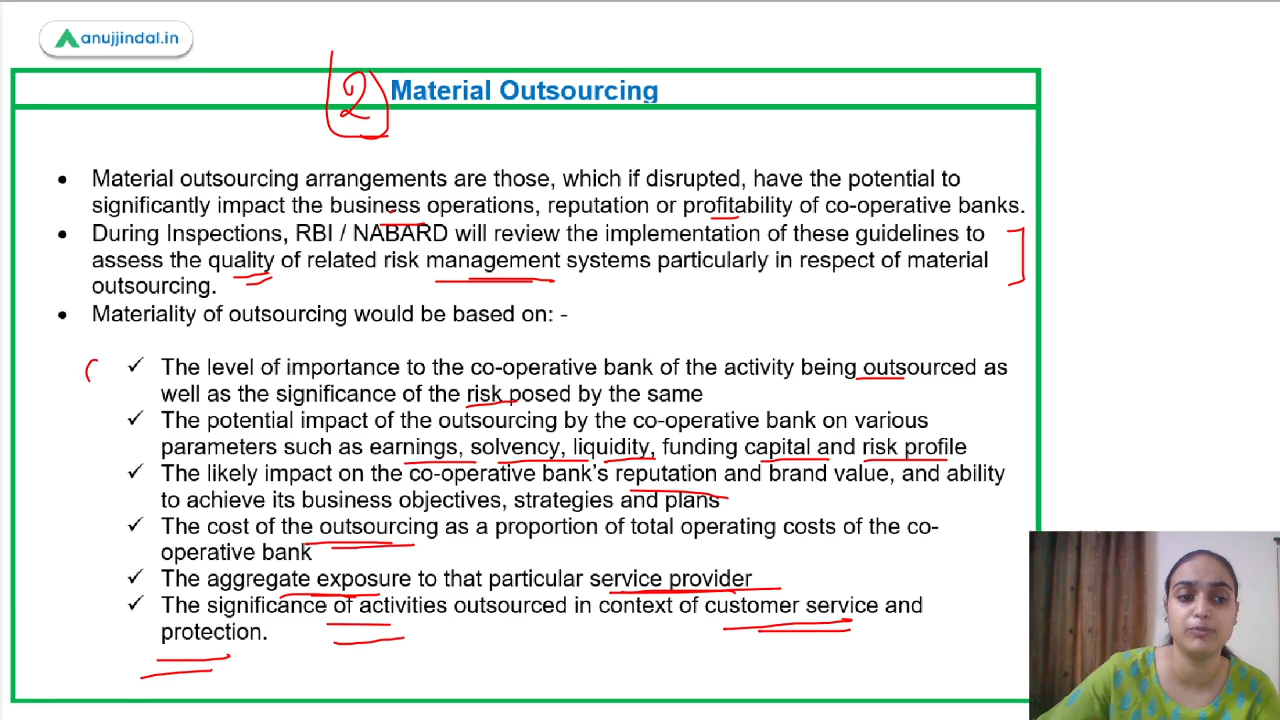 anujjindal.in
2
Material Outsourcing
• Material outsourcing arrangements are those, which if disrupted, have the potential to
significantly impact the business operations, reputation or profitability of co-operative banks.
• During Inspections, RBI / NABARD will review the implementation of these guidelines to
assess the quality of related risk management systems particularly in respect of material
outsourcing.
• Materiality of outsourcing would be based on: -
✓ The level of importance to the co-operative bank of the activity being outsourced as
well as the significance of the risk posed by the same
✓ The potential impact of the outsourcing by the co-operative bank on various
parameters such as earnings, solvency, liquidity, funding capital and risk profile
✓ The likely impact on the co-operative bank's reputation and brand value, and ability
to achieve its business objectives, strategies and plans
✓ The cost of the outsourcing as a proportion of total operating costs of the co-
operative bank
✓ The aggregate exposure to that particular service provider
✓ The significance of activities outsourced in context of customer service and
protection.